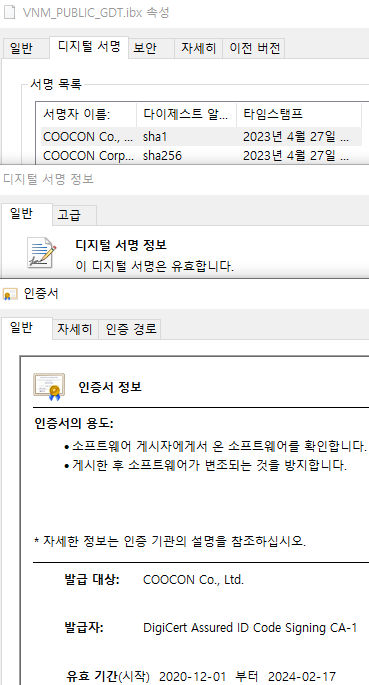 VNM_PUBLIC_GDT.ibx 속성
일반 디지털 서명 보안 자세히 이전 버전
서명 목록
서명자 이름: 다이제스트 알... 타임스탬프
COOCON Co., ... sha1 2023년 4월 27일 ...
COOCON Corp... sha256 2023년 4월 27일 ...
디지털 서명 정보
일반 고급
디지털 서명 정보
이 디지털 서명은 유효합니다.
인증서
일반 자세히 인증 경로
인증서 정보
인증서의 용도:
• 소프트웨어 게시자에게서 온 소프트웨어를 확인합니다.
• 게시한 후 소프트웨어가 변조되는 것을 방지합니다.
* 자세한 정보는 인증 기관의 설명을 참조하십시오.
발급 대상: COOCON Co., Ltd.
발급자: DigiCert Assured ID Code Signing CA-1
유효 기간(시작) 2020-12-01 부터 2024-02-17